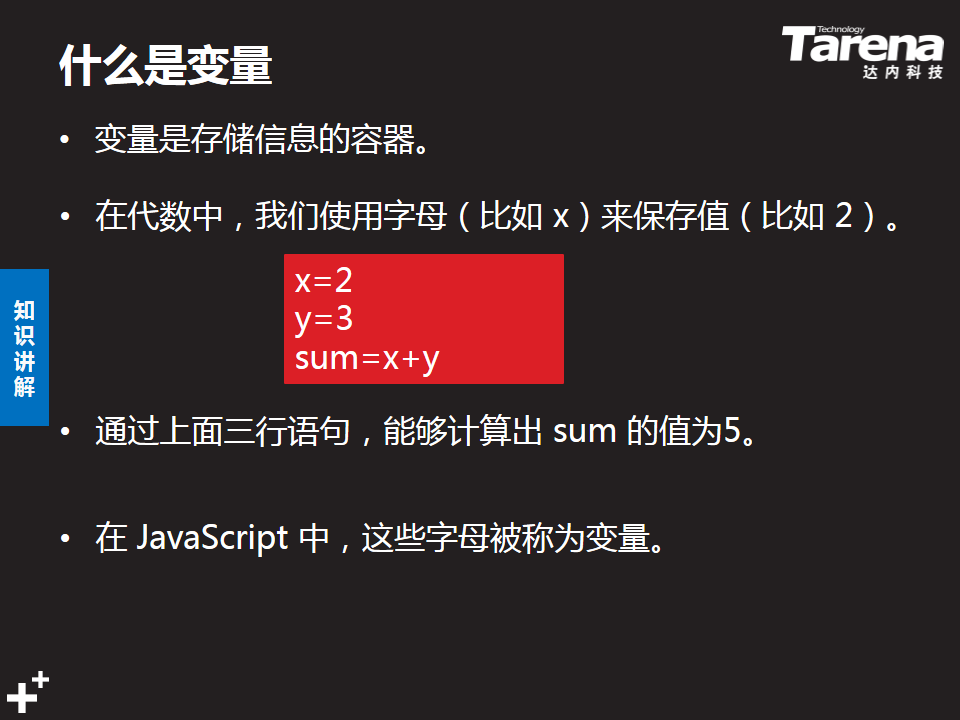 什么是变量
Technology
Tarena
达内科技
• 变量是存储信息的容器。
• 在代数中，我们使用字母（比如 x）来保存值（比如 2）。
x=2
y=3
sum=x+y
知识讲解
• 通过上面三行语句，能够计算出 sum 的值为5。
• 在 JavaScript 中，这些字母被称为变量。